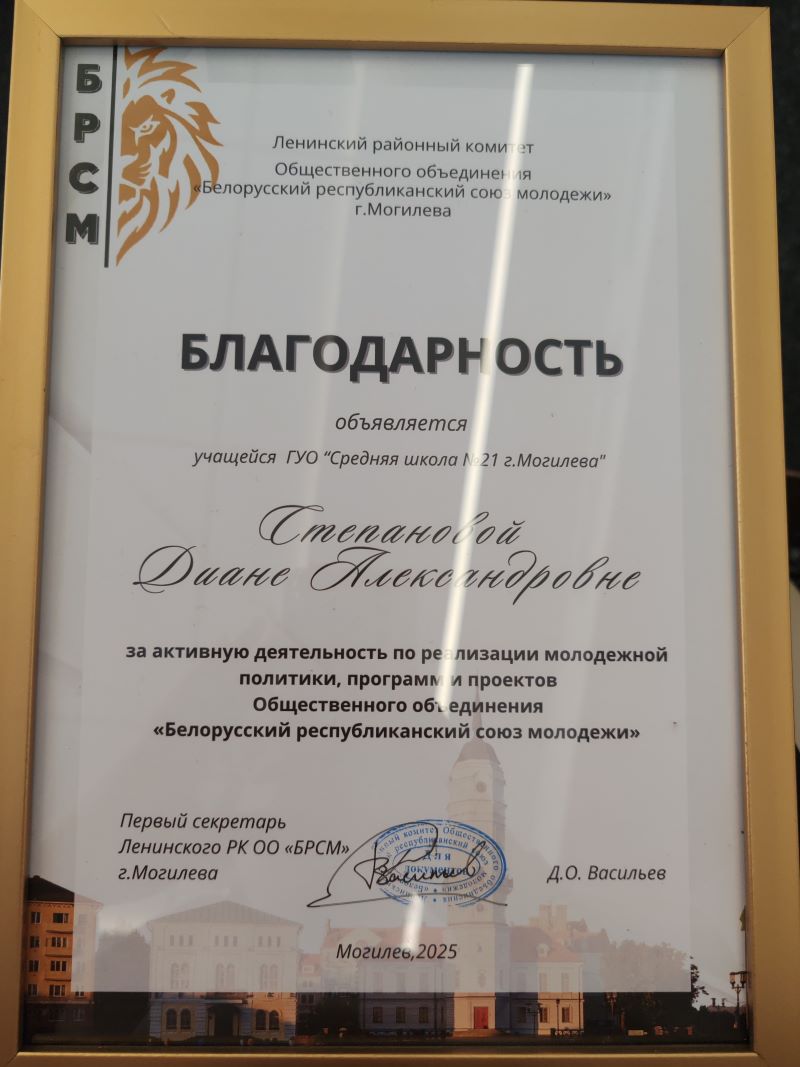 БРСМ
Ленинский районный комитет
Общественного объединения
«Белорусский республиканский союз молодежи»
г.Могилева
БЛАГОДАРНОСТЬ
объявляется
учащейся ГУО “Средняя школа №21 г.Могилева"
Степановой
Диане Александровне
за активную деятельность по реализации молодежной
политики, программ и проектов
Общественного объединения
«Белорусский республиканский союз молодежи»
Первый секретарь
Ленинского РК ОО «БРСМ»
г.Могилева
Для
документов
Д.О. Васильев
Могилев,2025